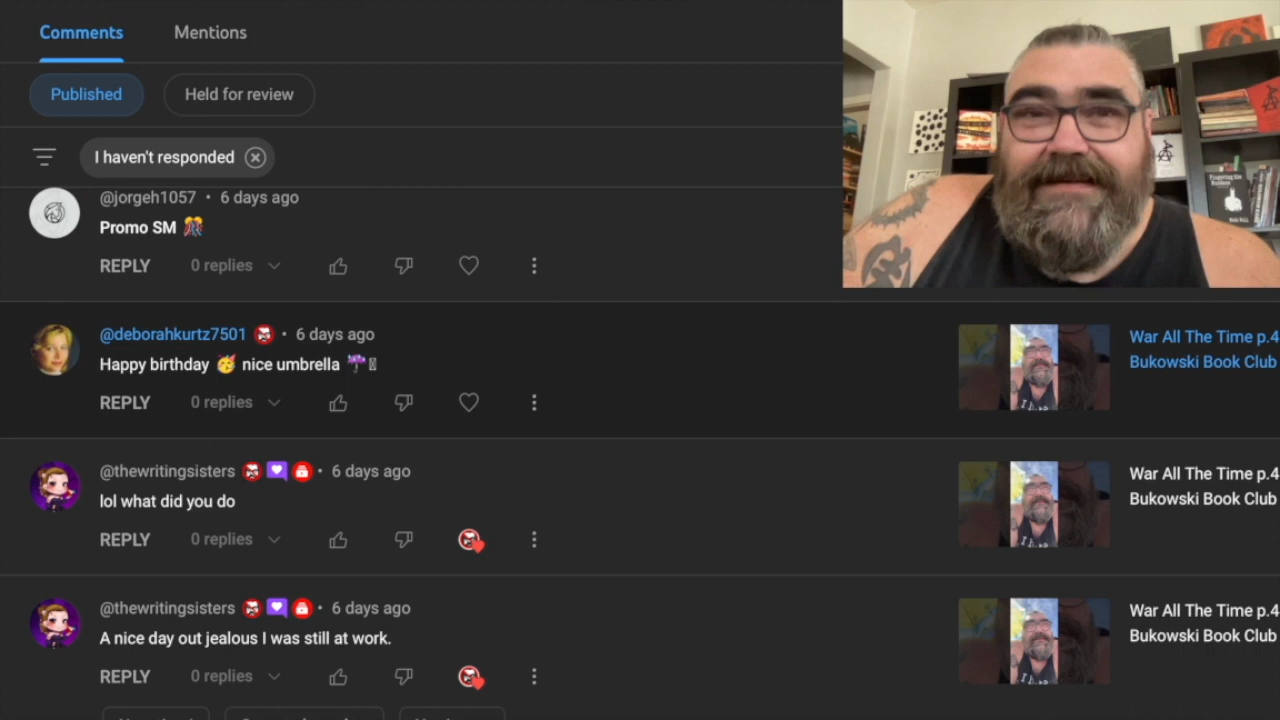 Comments
Mentions
Published
Held for review
I haven't responded
@jorgeh1057 • 6 days ago
Promo SM 🎊
REPLY
0 replies
@deborahkurtz7501 • 6 days ago
Happy birthday 🥳 nice umbrella ☔
REPLY
0 replies
War All The Time p.4
Bukowski Book Club
@thewritingsisters • 6 days ago
lol what did you do
REPLY
0 replies
War All The Time p.4
Bukowski Book Club
@thewritingsisters • 6 days ago
A nice day out jealous I was still at work.
REPLY
0 replies
War All The Time p.4
Bukowski Book Club